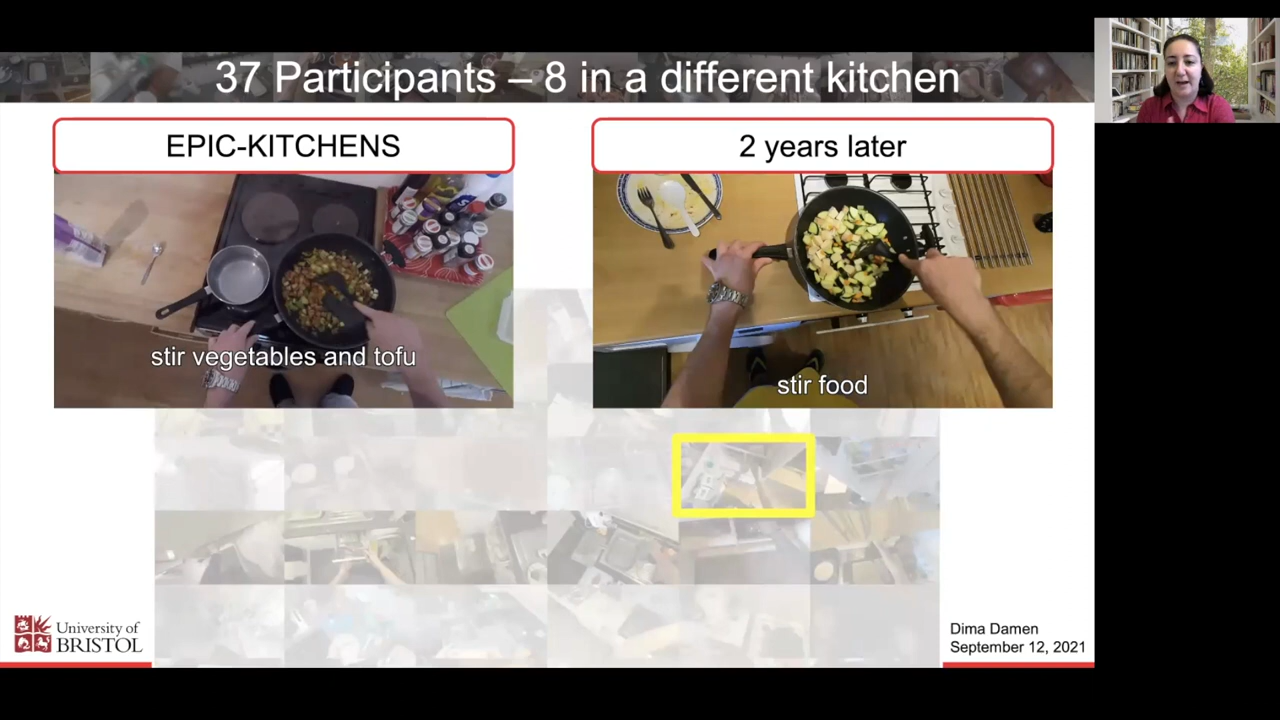 37 Participants – 8 in a different kitchen
EPIC-KITCHENS
2 years later
stir vegetables and tofu
stir food
University of
BRISTOL
Dima Damen
September 12, 2021